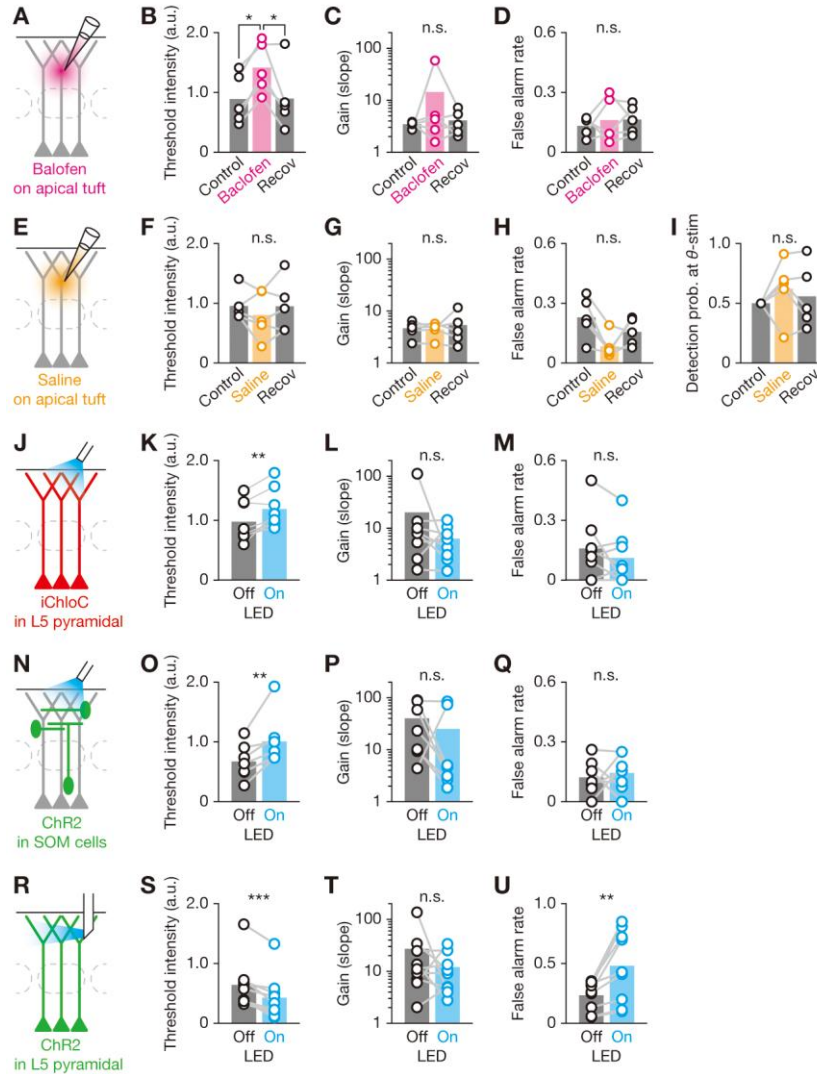 A
Balofen
on apical tuft
B
Threshold intensity (a.u.)
2.0
1.0
0
* *
Control
Baclofen
Recov
C
Gain (slope)
100
10
1
n.s.
Control
Baclofen
Recov
D
False alarm rate
0.6
0.3
0
n.s.
Control
Baclofen
Recov
E
Saline
on apical tuft
F
Threshold intensity (a.u.)
2.0
1.0
0
n.s.
Control
Saline
Recov
G
Gain (slope)
100
10
1
n.s.
Control
Saline
Recov
H
False alarm rate
0.6
0.3
0
n.s.
Control
Saline
Recov
I
Detection prob. at θ-stim
1.0
0.5
0
n.s.
Control
Saline
Recov
J
iChloC
in L5 pyramidal
K
Threshold intensity (a.u.)
2.0
1.0
0
**
Off On
LED
L
Gain (slope)
100
10
1
n.s.
Off On
LED
M
False alarm rate
0.6
0.3
0
n.s.
Off On
LED
N
ChR2
in SOM cells
O
Threshold intensity (a.u.)
2.0
1.0
0
**
Off On
LED
P
Gain (slope)
100
10
1
n.s.
Off On
LED
Q
False alarm rate
0.6
0.3
0
n.s.
Off On
LED
R
ChR2
in L5 pyramidal
S
Threshold intensity (a.u.)
2.0
1.0
0
***
Off On
LED
T
Gain (slope)
100
10
1
n.s.
Off On
LED
U
False alarm rate
1.0
0.5
0
**
Off On
LED